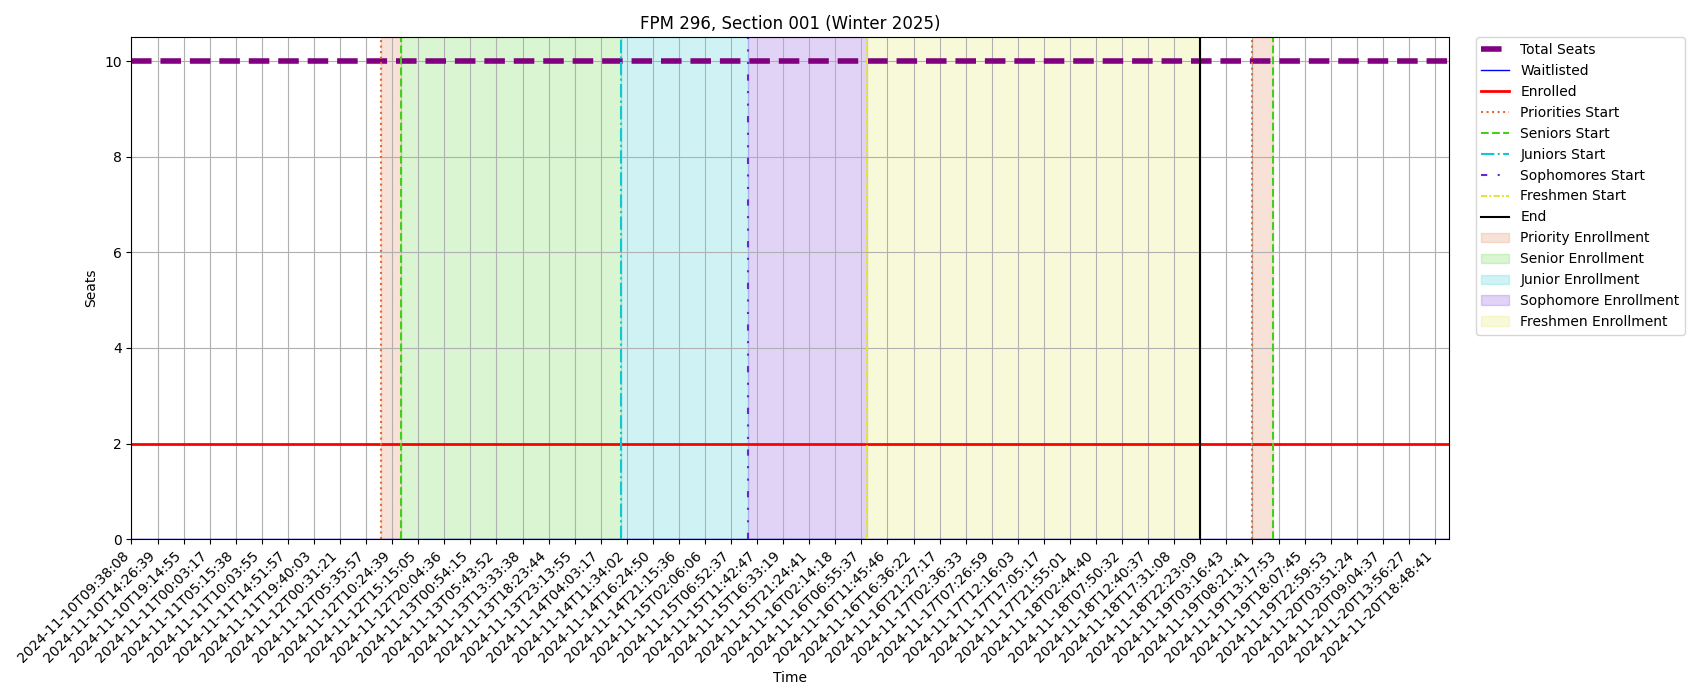 FPM 296, Section 001 (Winter 2025)
Seats
10
8
6
4
2
0
2024-11-10T09:38:08
2024-11-10T14:26:39
2024-11-10T19:14:55
2024-11-11T00:03:17
2024-11-11T05:15:38
2024-11-11T10:03:55
2024-11-11T14:51:57
2024-11-11T19:40:03
2024-11-12T00:31:21
2024-11-12T05:35:57
2024-11-12T10:24:39
2024-11-12T15:15:05
2024-11-12T20:04:36
2024-11-13T00:54:15
2024-11-13T05:43:52
2024-11-13T13:33:38
2024-11-13T18:23:44
2024-11-13T23:13:55
2024-11-14T04:03:17
2024-11-14T11:34:02
2024-11-14T16:24:50
2024-11-14T21:15:36
2024-11-15T02:06:06
2024-11-15T06:52:37
2024-11-15T11:42:47
2024-11-15T16:33:19
2024-11-15T21:24:41
2024-11-16T02:14:18
2024-11-16T06:55:37
2024-11-16T11:45:46
2024-11-16T16:36:22
2024-11-16T21:27:17
2024-11-17T02:36:33
2024-11-17T07:26:59
2024-11-17T12:16:03
2024-11-17T17:05:17
2024-11-17T21:55:01
2024-11-18T02:44:40
2024-11-18T07:50:32
2024-11-18T12:40:37
2024-11-18T17:31:08
2024-11-18T22:23:09
2024-11-19T03:16:43
2024-11-19T08:21:41
2024-11-19T13:17:53
2024-11-19T18:07:45
2024-11-19T22:59:53
2024-11-20T03:51:24
2024-11-20T09:04:37
2024-11-20T13:56:27
2024-11-20T18:48:41
Time
Total Seats
Waitlisted
Enrolled
Priorities Start
Seniors Start
Juniors Start
Sophomores Start
Freshmen Start
End
Priority Enrollment
Senior Enrollment
Junior Enrollment
Sophomore Enrollment
Freshmen Enrollment